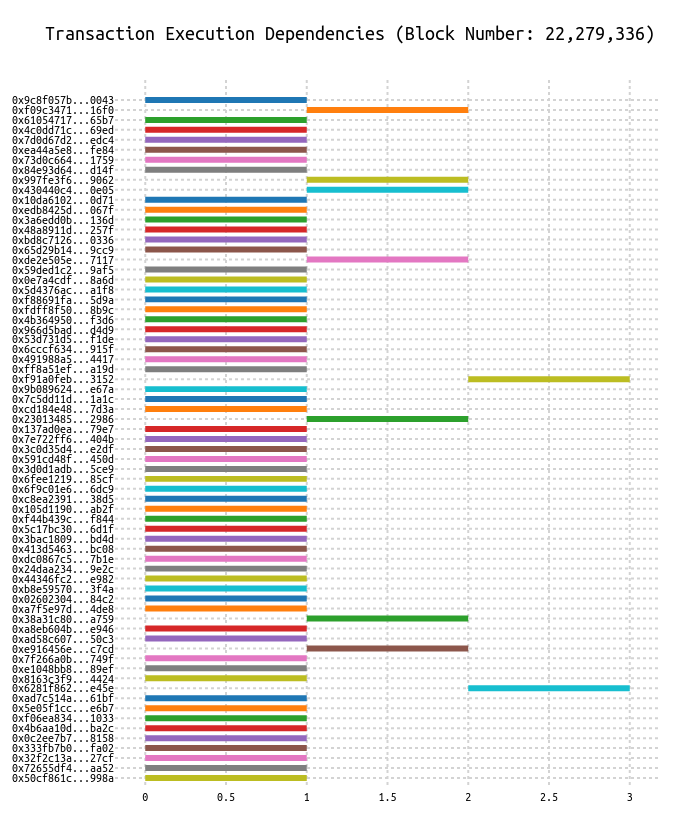 Transaction Execution Dependencies (Block Number: 22,279,336)
0x9c8f057b...0043
0xf09c3471...16f0
0x61054717...65b7
0x4c0dd71c...69ed
0x7d0d67d2...edc4
0xea44a5e8...fe84
0x73d0c664...1759
0x84e93d64...d14f
0x997fe3f6...9062
0x430440c4...0e05
0x10da6102...0d71
0xedb8425d...067f
0x3a6edd0b...136d
0x48a8911d...257f
0xbd8c7126...0336
0x65d29b14...9cc9
0xde2e505e...7117
0x59ded1c2...9af5
0x0e7a4cdf...8a6d
0x5d4376ac...a1f8
0xf88691fa...5d9a
0xfdff8f50...8b9c
0x4b364950...f3d6
0x966d5bad...d4d9
0x53d731d5...f1de
0x6cccf634...915f
0x491988a5...4417
0xff8a51ef...a19d
0xf91a0feb...3152
0x9b089624...e67a
0x7c5dd11d...1a1c
0xcd184e48...7d3a
0x23013485...2986
0x137ad0ea...79e7
0x7e722ff6...404b
0x3c0d35d4...e2df
0x591cd48f...450d
0x3d0d1adb...5ce9
0x6fee1219...85cf
0x6f9c01e6...6dc9
0xc8ea2391...38d5
0x105d1190...ab2f
0xf44b439c...f844
0x5c17bc30...6d1f
0x3bac1809...bd4d
0x413d5463...bc08
0xdc0867c5...7b1e
0x24daa234...9e2c
0x44346fc2...e982
0xb8e59570...3f4a
0x02602304...84c2
0xa7f5e97d...4de8
0x38a31c80...a759
0xa8eb604b...e946
0xad58c607...50c3
0xe916456e...c7cd
0x7f266a0b...749f
0xe1048bb8...89ef
0x8163c3f9...4424
0x6281f862...e45e
0xad7c514a...61bf
0x5e05f1cc...e6b7
0xf06ea834...1033
0x4b6aa10d...ba2c
0x0c2ee7b7...8158
0x333fb7b0...fa02
0x32f2c13a...27cf
0x72655df4...aa52
0x50cf861c...998a
0 0.5 1 1.5 2 2.5 3